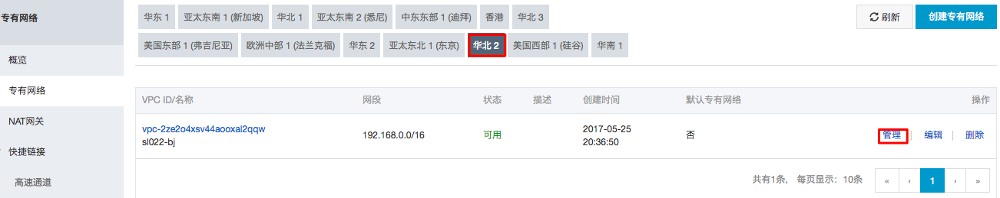 专有网络
概览
专有网络
NAT网关
快捷链接
高速通道
华东 1 亚太东南 1 (新加坡) 华北 1 亚太东南 2 (悉尼) 中东东部 1 (迪拜) 香港 华北 3
刷新 创建专有网络
美国东部 1 (弗吉尼亚) 欧洲中部 1 (法兰克福) 华东 2 亚太东北 1 (东京) 华北 2 美国西部 1 (硅谷) 华南 1
VPC ID/名称 网段 状态 描述 创建时间 默认专有网络 操作
vpc-2ze2o4xsv44aooxal2qqw
sl022-bj
192.168.0.0/16
可用
2017-05-25
20:36:50
否
管理 | 编辑 | 删除
共有1条, 每页显示: 10条 « ‹ 1 › »